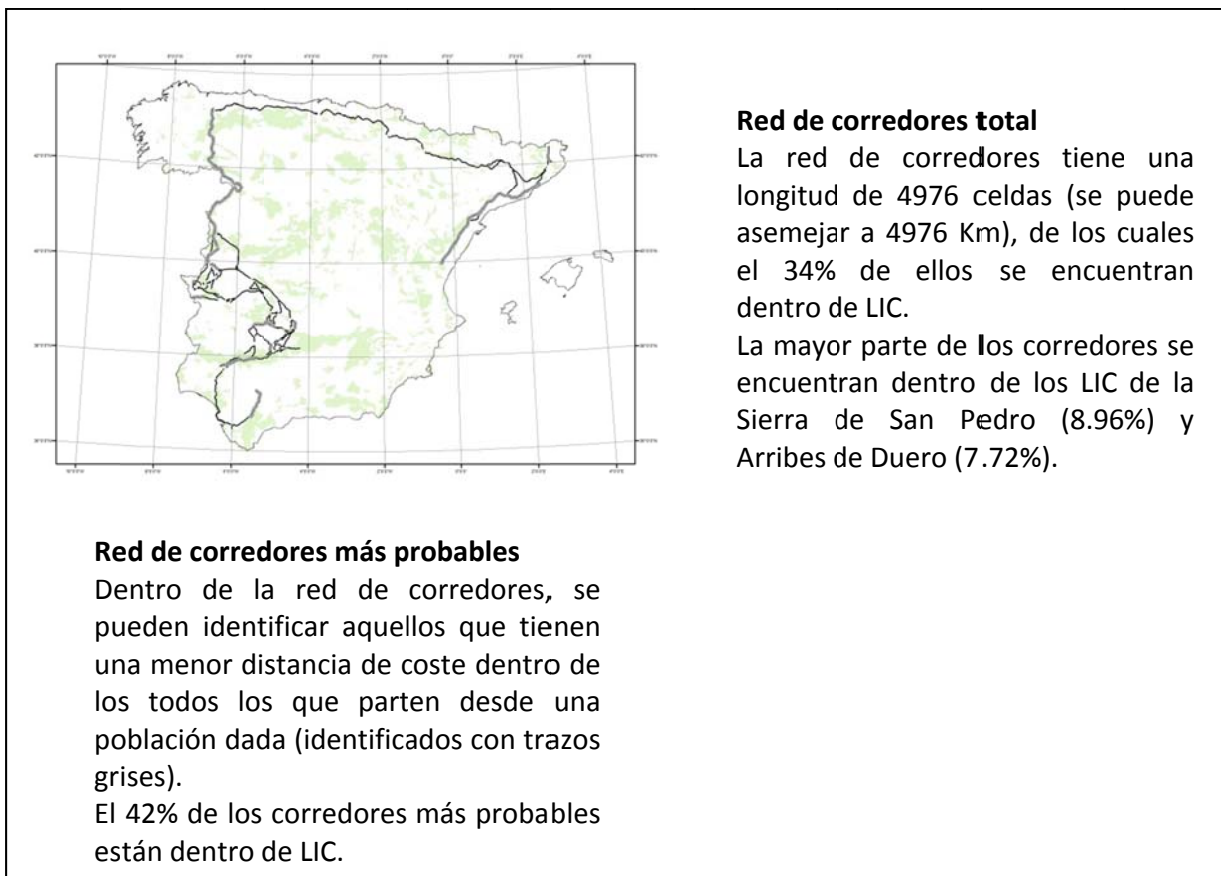 Red de corredores total
La red de corredores tiene una
longitud de 4976 celdas (se puede
asemejar a 4976 Km), de los cuales
el 34% de ellos se encuentran
dentro de LIC.
La mayor parte de los corredores se
encuentran dentro de los LIC de la
Sierra de San Pedro (8.96%) y
Arribes de Duero (7.72%).
Red de corredores más probables
Dentro de la red de corredores, se
pueden identificar aquellos que tienen
una menor distancia de coste dentro de
los todos los que parten desde una
población dada (identificados con trazos
grises).
El 42% de los corredores más probables
están dentro de LIC.